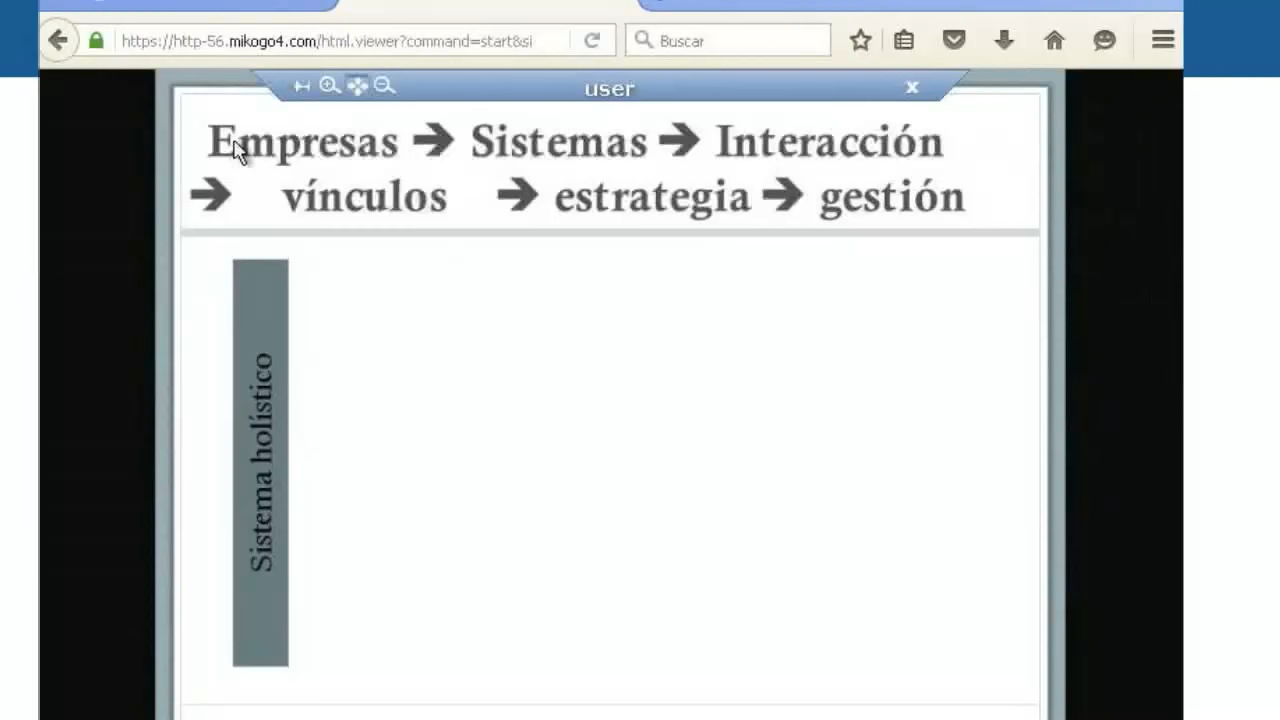 https://http-56.mikogo4.com/html.viewer?command=start&si
Buscar
user
Empresas → Sistemas → Interacción
→ vínculos → estrategia → gestión
Sistema holístico